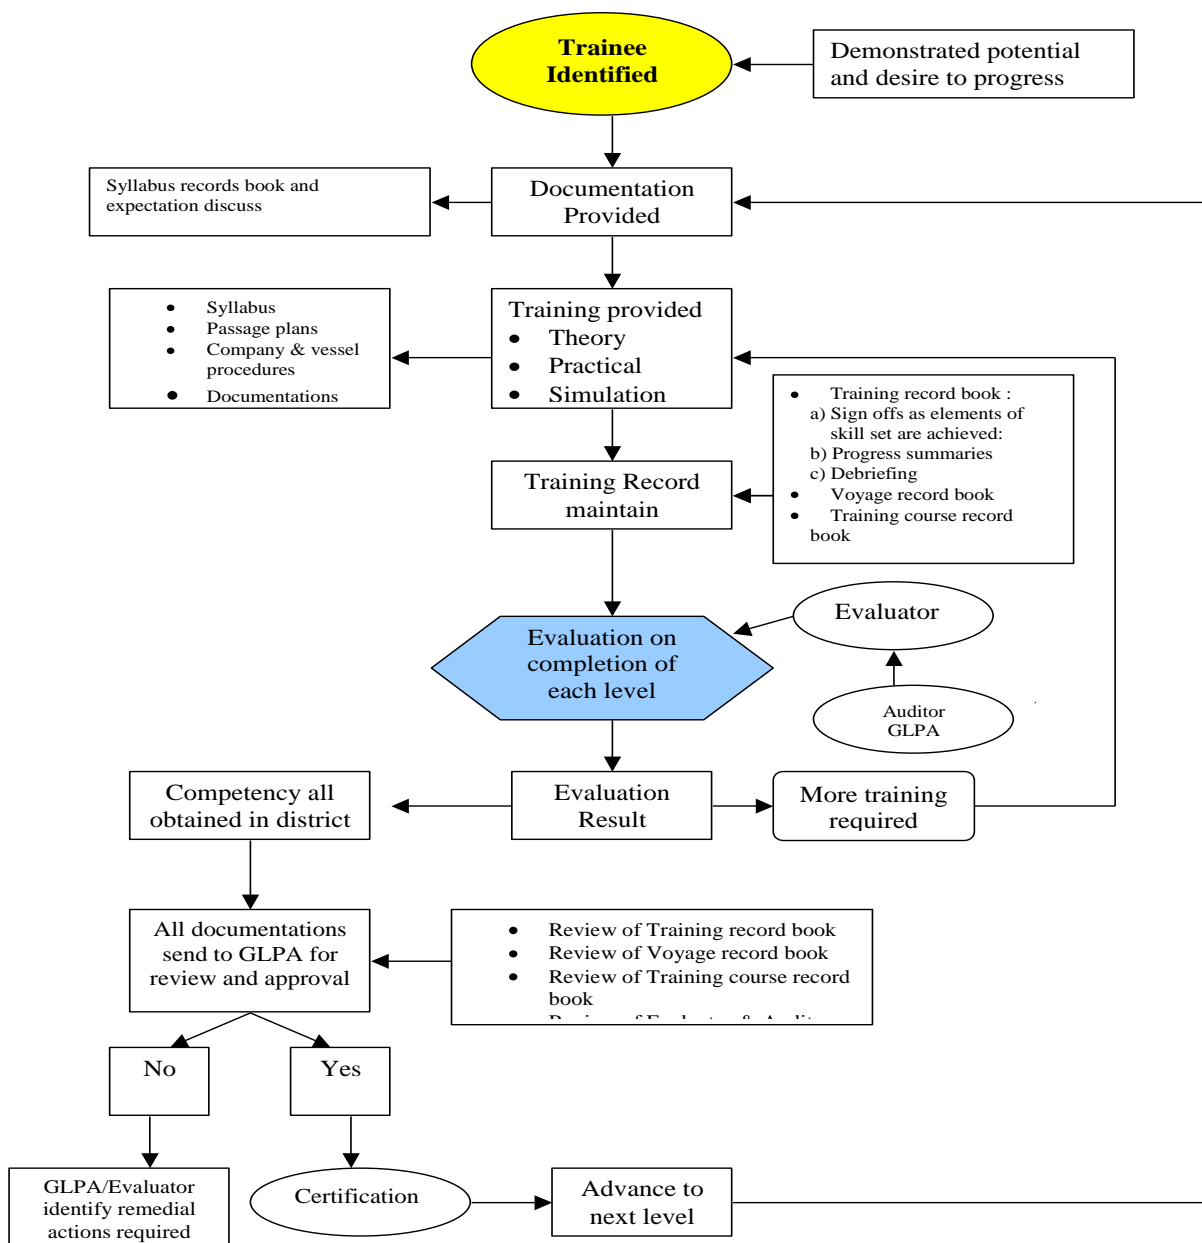 Trainee
Identified
Demonstrated potential
and desire to progress
Syllabus records book and
expectation discuss
Documentation
Provided
• Syllabus
• Passage plans
• Company & vessel
procedures
• Documentations
Training provided
• Theory
• Practical
• Simulation
• Training record book :
a) Sign offs as elements of
skill set are achieved:
b) Progress summaries
c) Debriefing
• Voyage record book
• Training course record
book
Training Record
maintain
Evaluator
Evaluation on
completion of
each level
Auditor
GLPA
Competency all
obtained in district
Evaluation
Result
More training
required
All documentations
send to GLPA for
review and approval
• Review of Training record book
• Review of Voyage record book
• Review of Training course record
book
No
Yes
GLPA/Evaluator
identify remedial
actions required
Certification
Advance to
next level